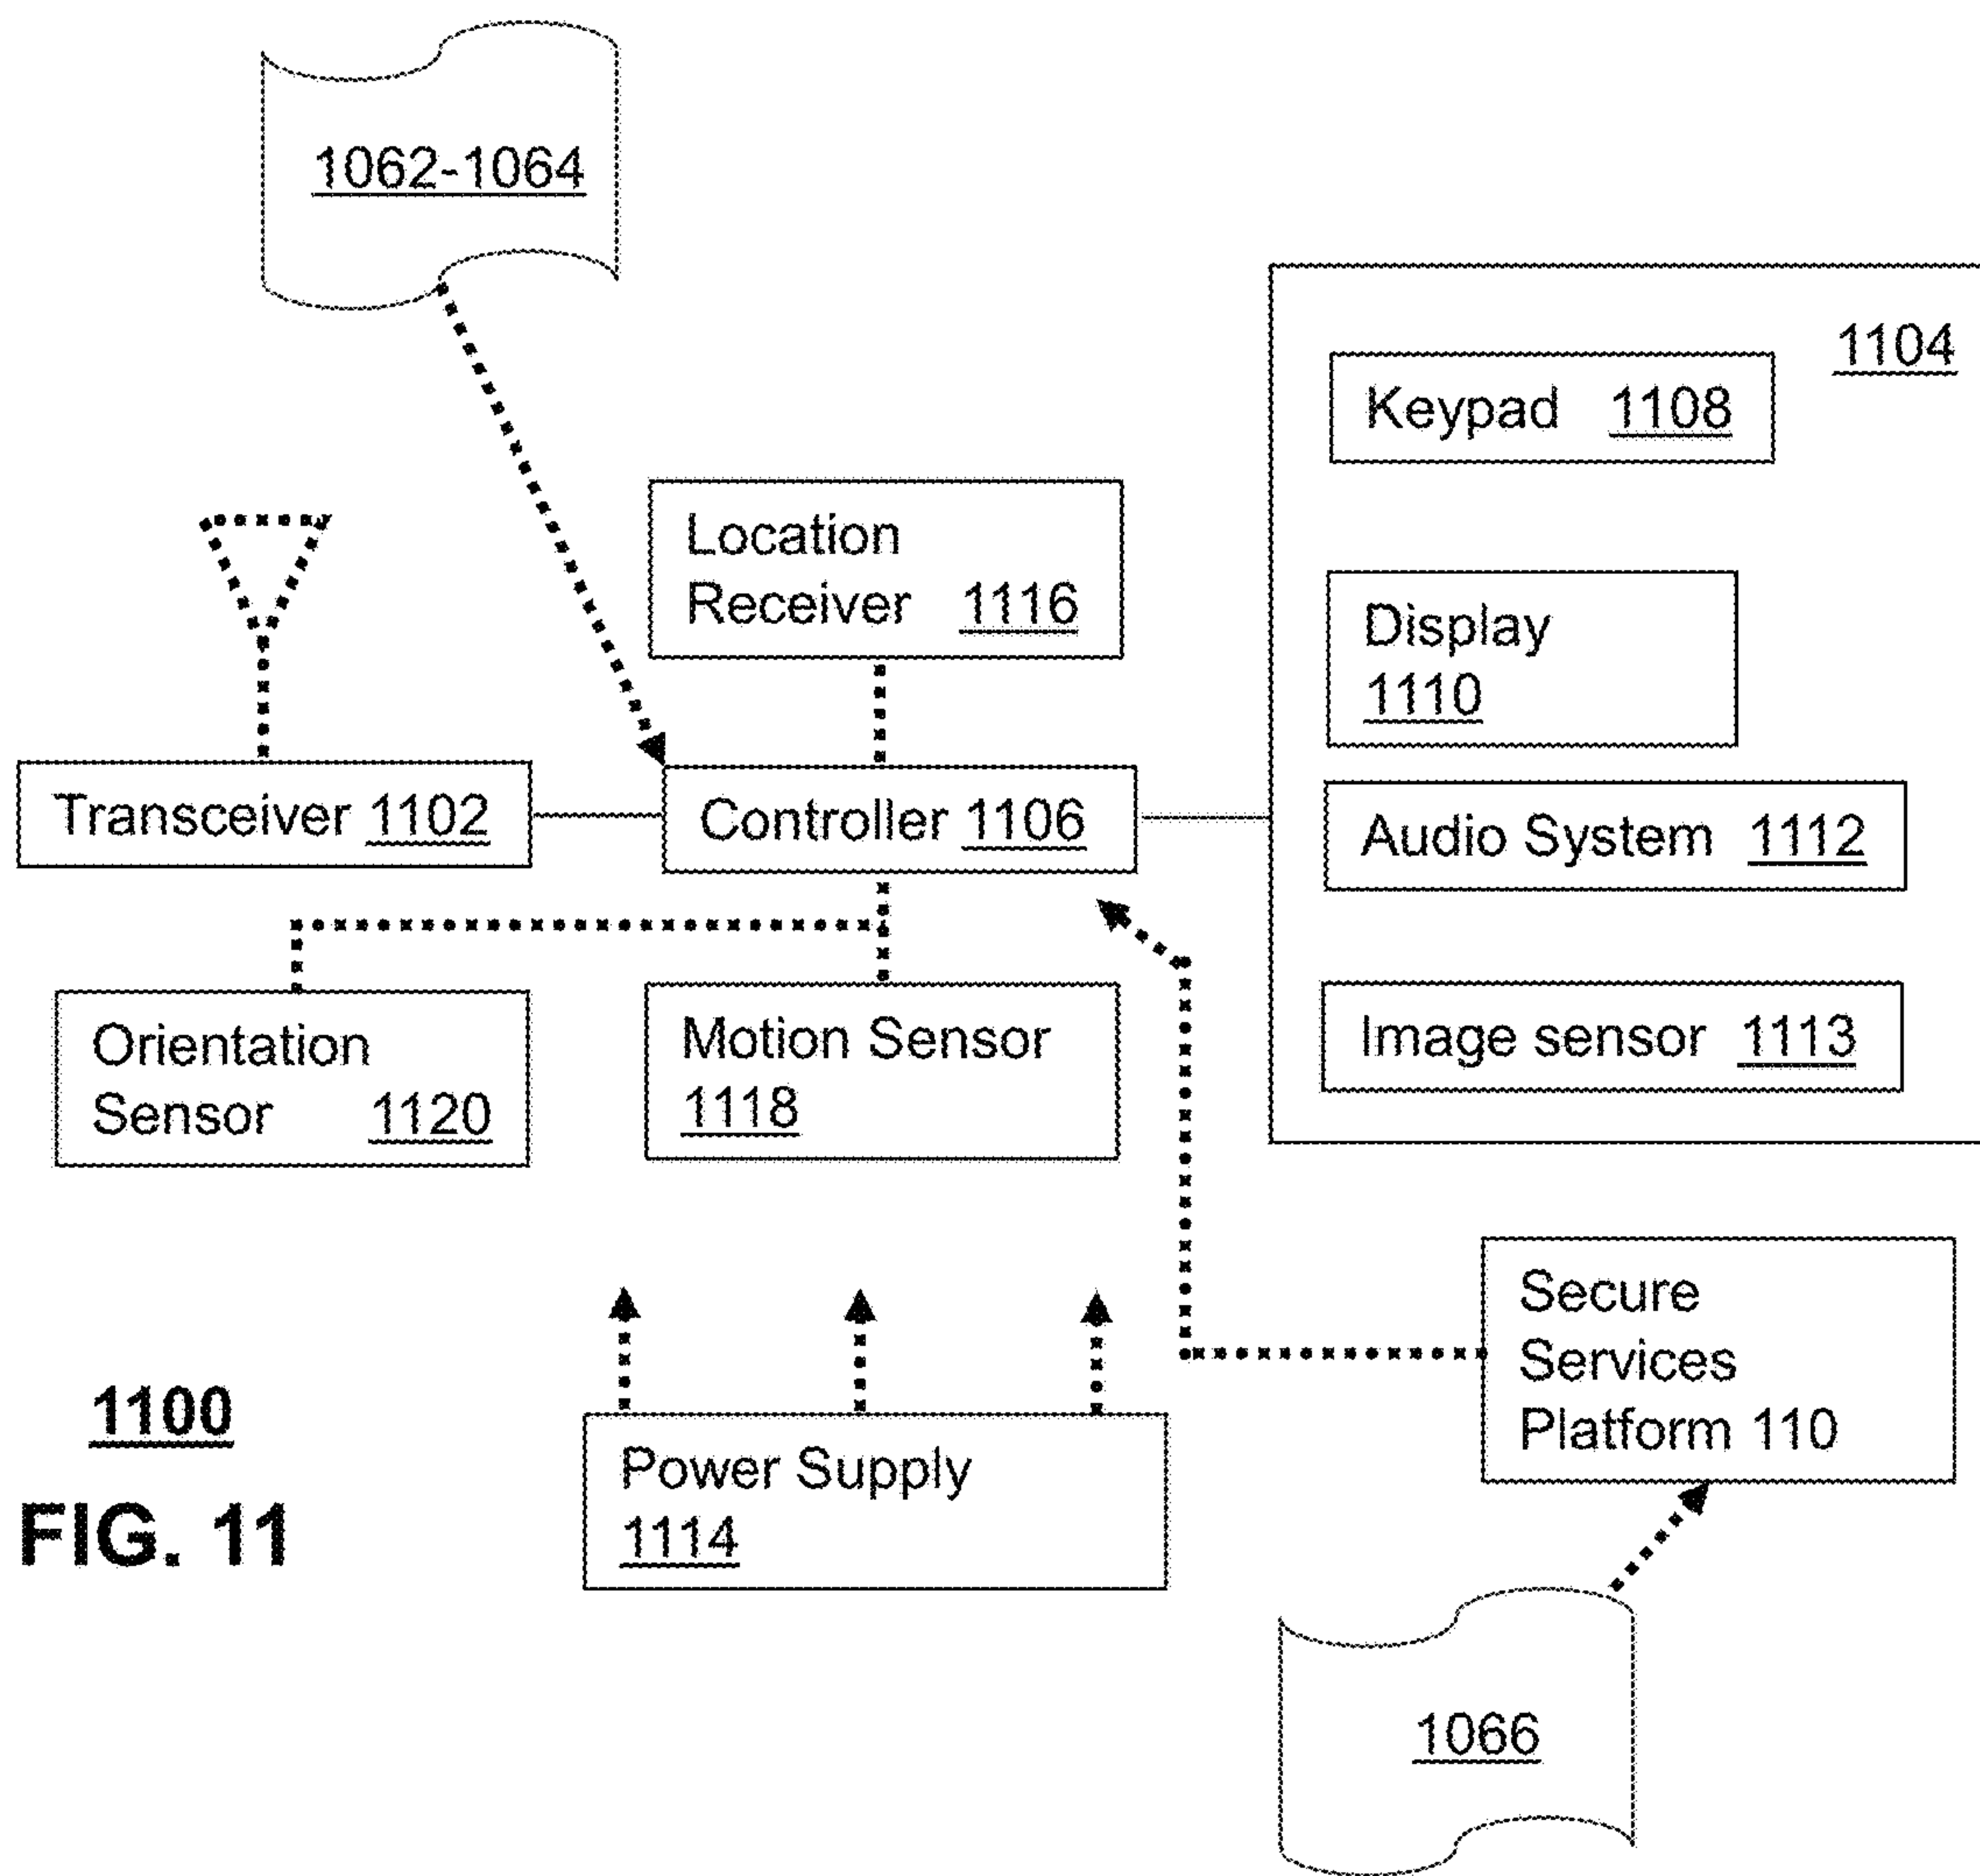 1062-1064
1104
Keypad 1108
Location
Receiver 1116
Display
1110
Transceiver 1102
Controller 1106
Audio System 1112
Orientation
Sensor 1120
Motion Sensor
1118
Image sensor 1113
Secure
Services
Platform 110
1100
FIG. 11
Power Supply
1114
1066